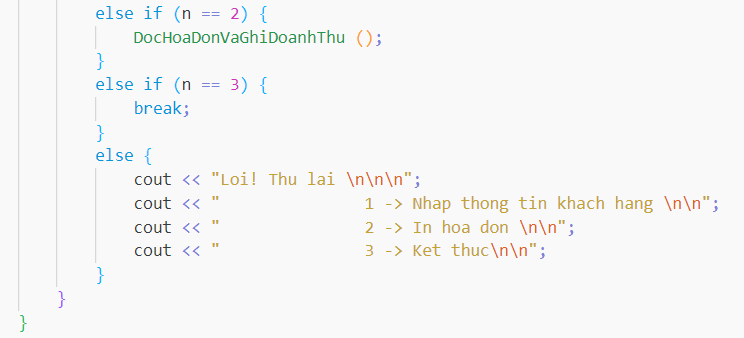 else if (n == 2) {
DocHoaDonVaGhiDoanhThu ();
}
else if (n == 3) {
break;
}
else {
cout << "Loi! Thu lai \n\n\n";
cout << "             1 -> Nhap thong tin khach hang \n\n";
cout << "             2 -> In hoa don \n\n";
cout << "             3 -> Ket thuc\n\n";
}
}
}